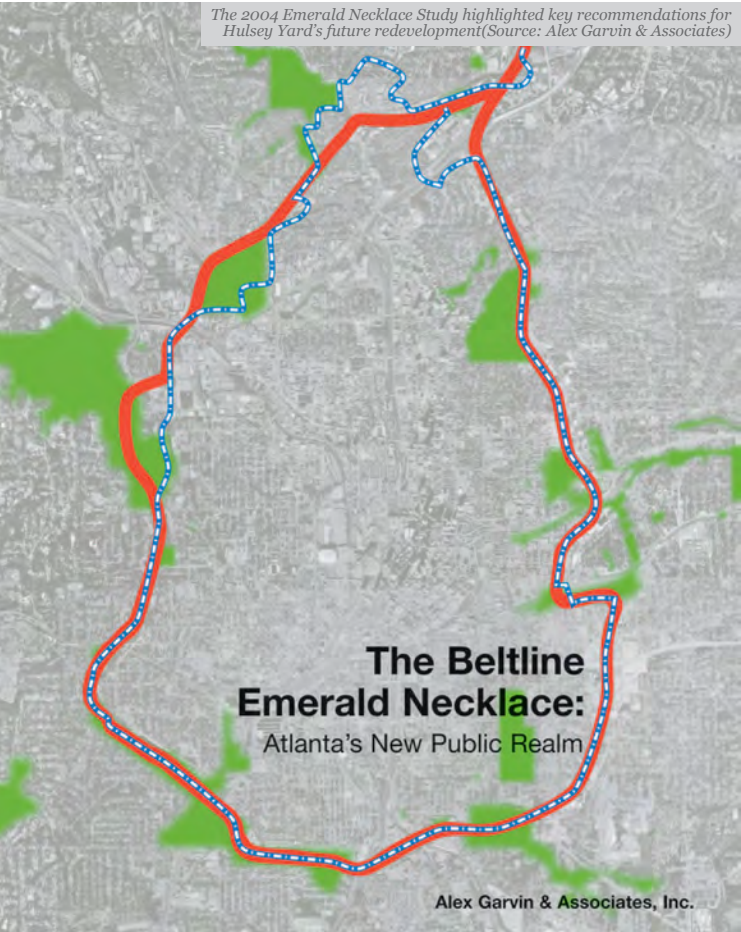 The 2004 Emerald Necklace Study highlighted key recommendations for
Hulsey Yard's future redevelopment(Source: Alex Garvin & Associates)
The Beltline
Emerald Necklace:
Atlanta's New Public Realm
Alex Garvin & Associates, Inc.